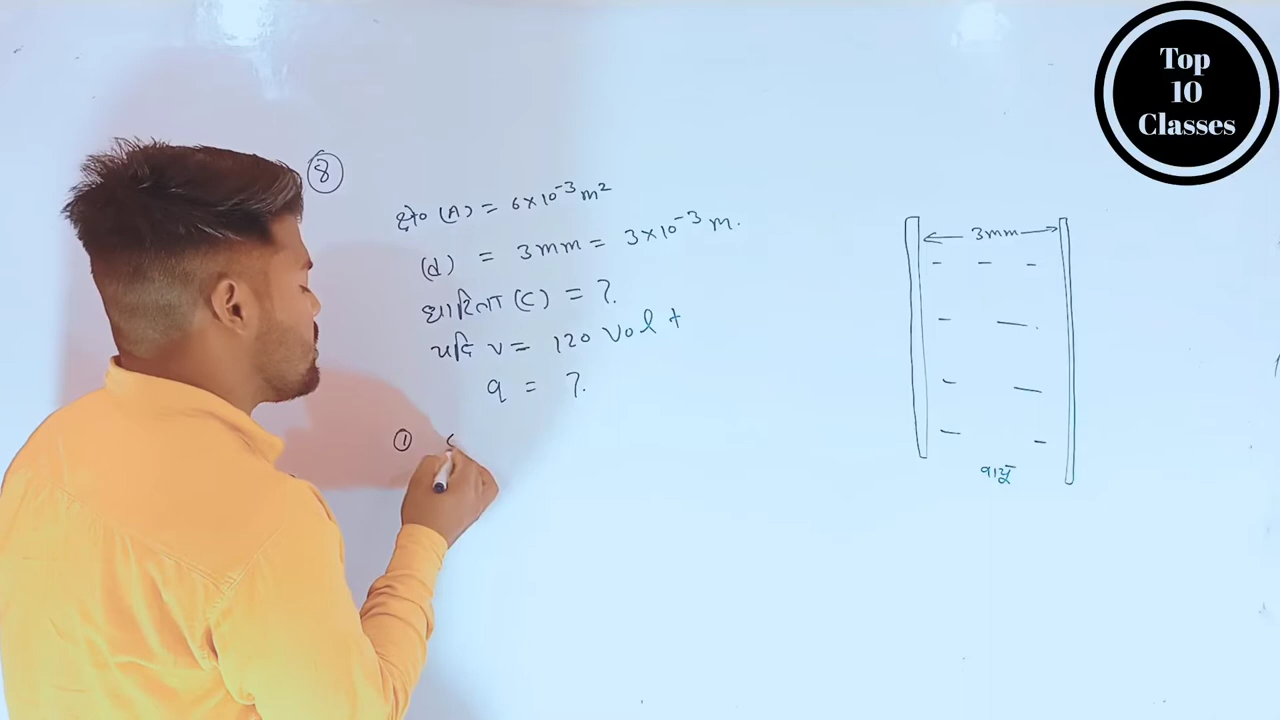 Top
10
Classes
⑧
क्षे० (A) = 6×10⁻³ m²
(d) = 3mm = 3×10⁻³ m.
धारिता (C) = ?.
यदि v = 120 Volt
q = ?.
① C
3mm
वायु